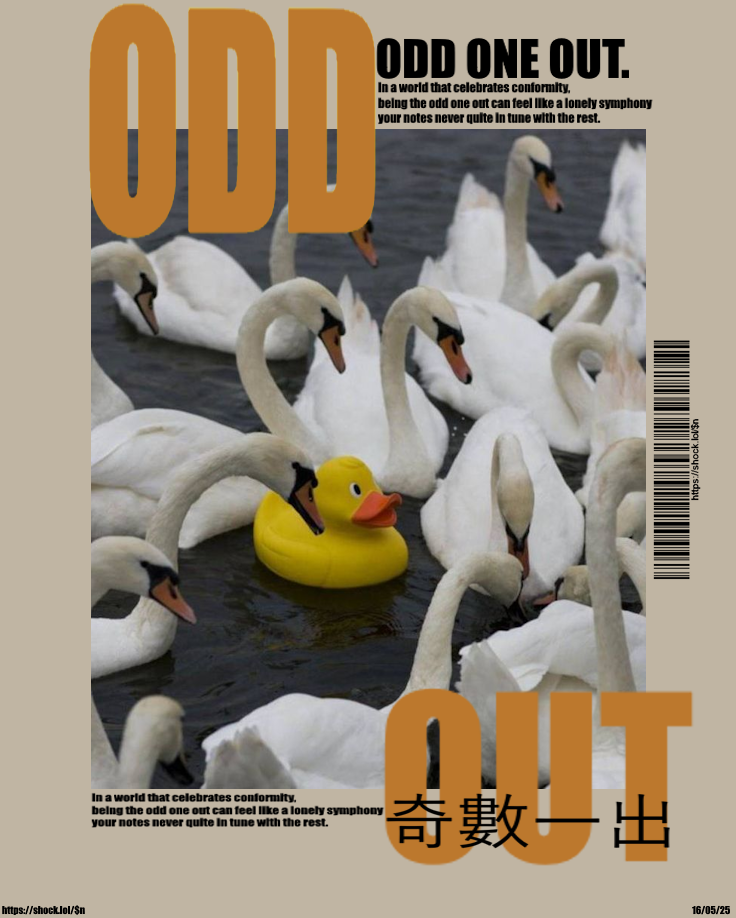 ODD
ODD ONE OUT.
In a world that celebrates conformity,
being the odd one out can feel like a lonely symphony
your notes never quite in tune with the rest.
https://shock.lol/$n
OUT
In a world that celebrates conformity,
being the odd one out can feel like a lonely symphony
your notes never quite in tune with the rest.
奇數一出
https://shock.lol/$n
16/05/25